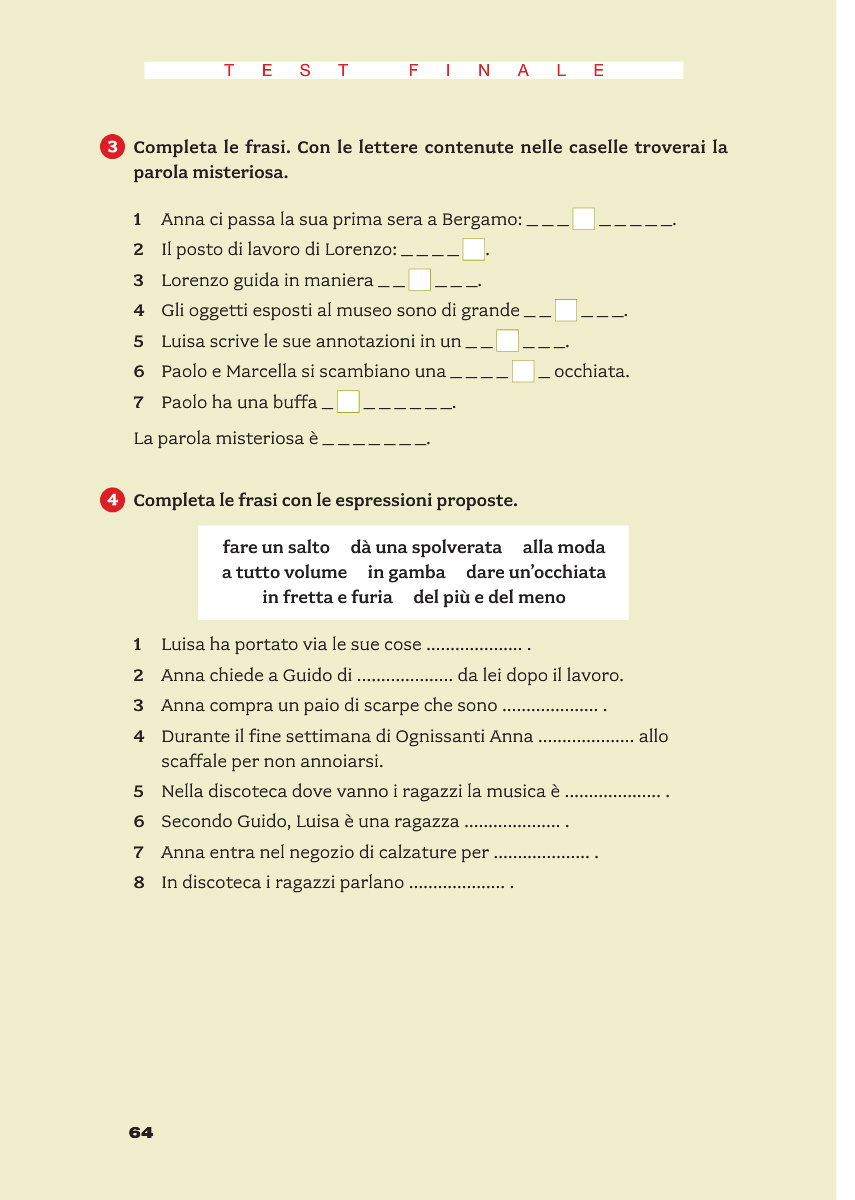 TEST FINALE
3 Completa le frasi. Con le lettere contenute nelle caselle troverai la
parola misteriosa.
1 Anna ci passa la sua prima sera a Bergamo: _ _ _ □ _ _ _ _ _.
2 Il posto di lavoro di Lorenzo: _ _ _ _ □.
3 Lorenzo guida in maniera _ _ □ _ _ _.
4 Gli oggetti esposti al museo sono di grande _ _ □ _ _ _.
5 Luisa scrive le sue annotazioni in un _ _ □ _ _ _.
6 Paolo e Marcella si scambiano una _ _ _ _ □ _ occhiata.
7 Paolo ha una buffa _ □ _ _ _ _ _ _.
La parola misteriosa è _ _ _ _ _ _ _.
4 Completa le frasi con le espressioni proposte.
fare un salto dà una spolverata alla moda
a tutto volume in gamba dare un’occhiata
in fretta e furia del più e del meno
1 Luisa ha portato via le sue cose .................... .
2 Anna chiede a Guido di .................... da lei dopo il lavoro.
3 Anna compra un paio di scarpe che sono .................... .
4 Durante il fine settimana di Ognissanti Anna .................... allo
scaffale per non annoiarsi.
5 Nella discoteca dove vanno i ragazzi la musica è .................... .
6 Secondo Guido, Luisa è una ragazza .................... .
7 Anna entra nel negozio di calzature per .................... .
8 In discoteca i ragazzi parlano .................... .
64